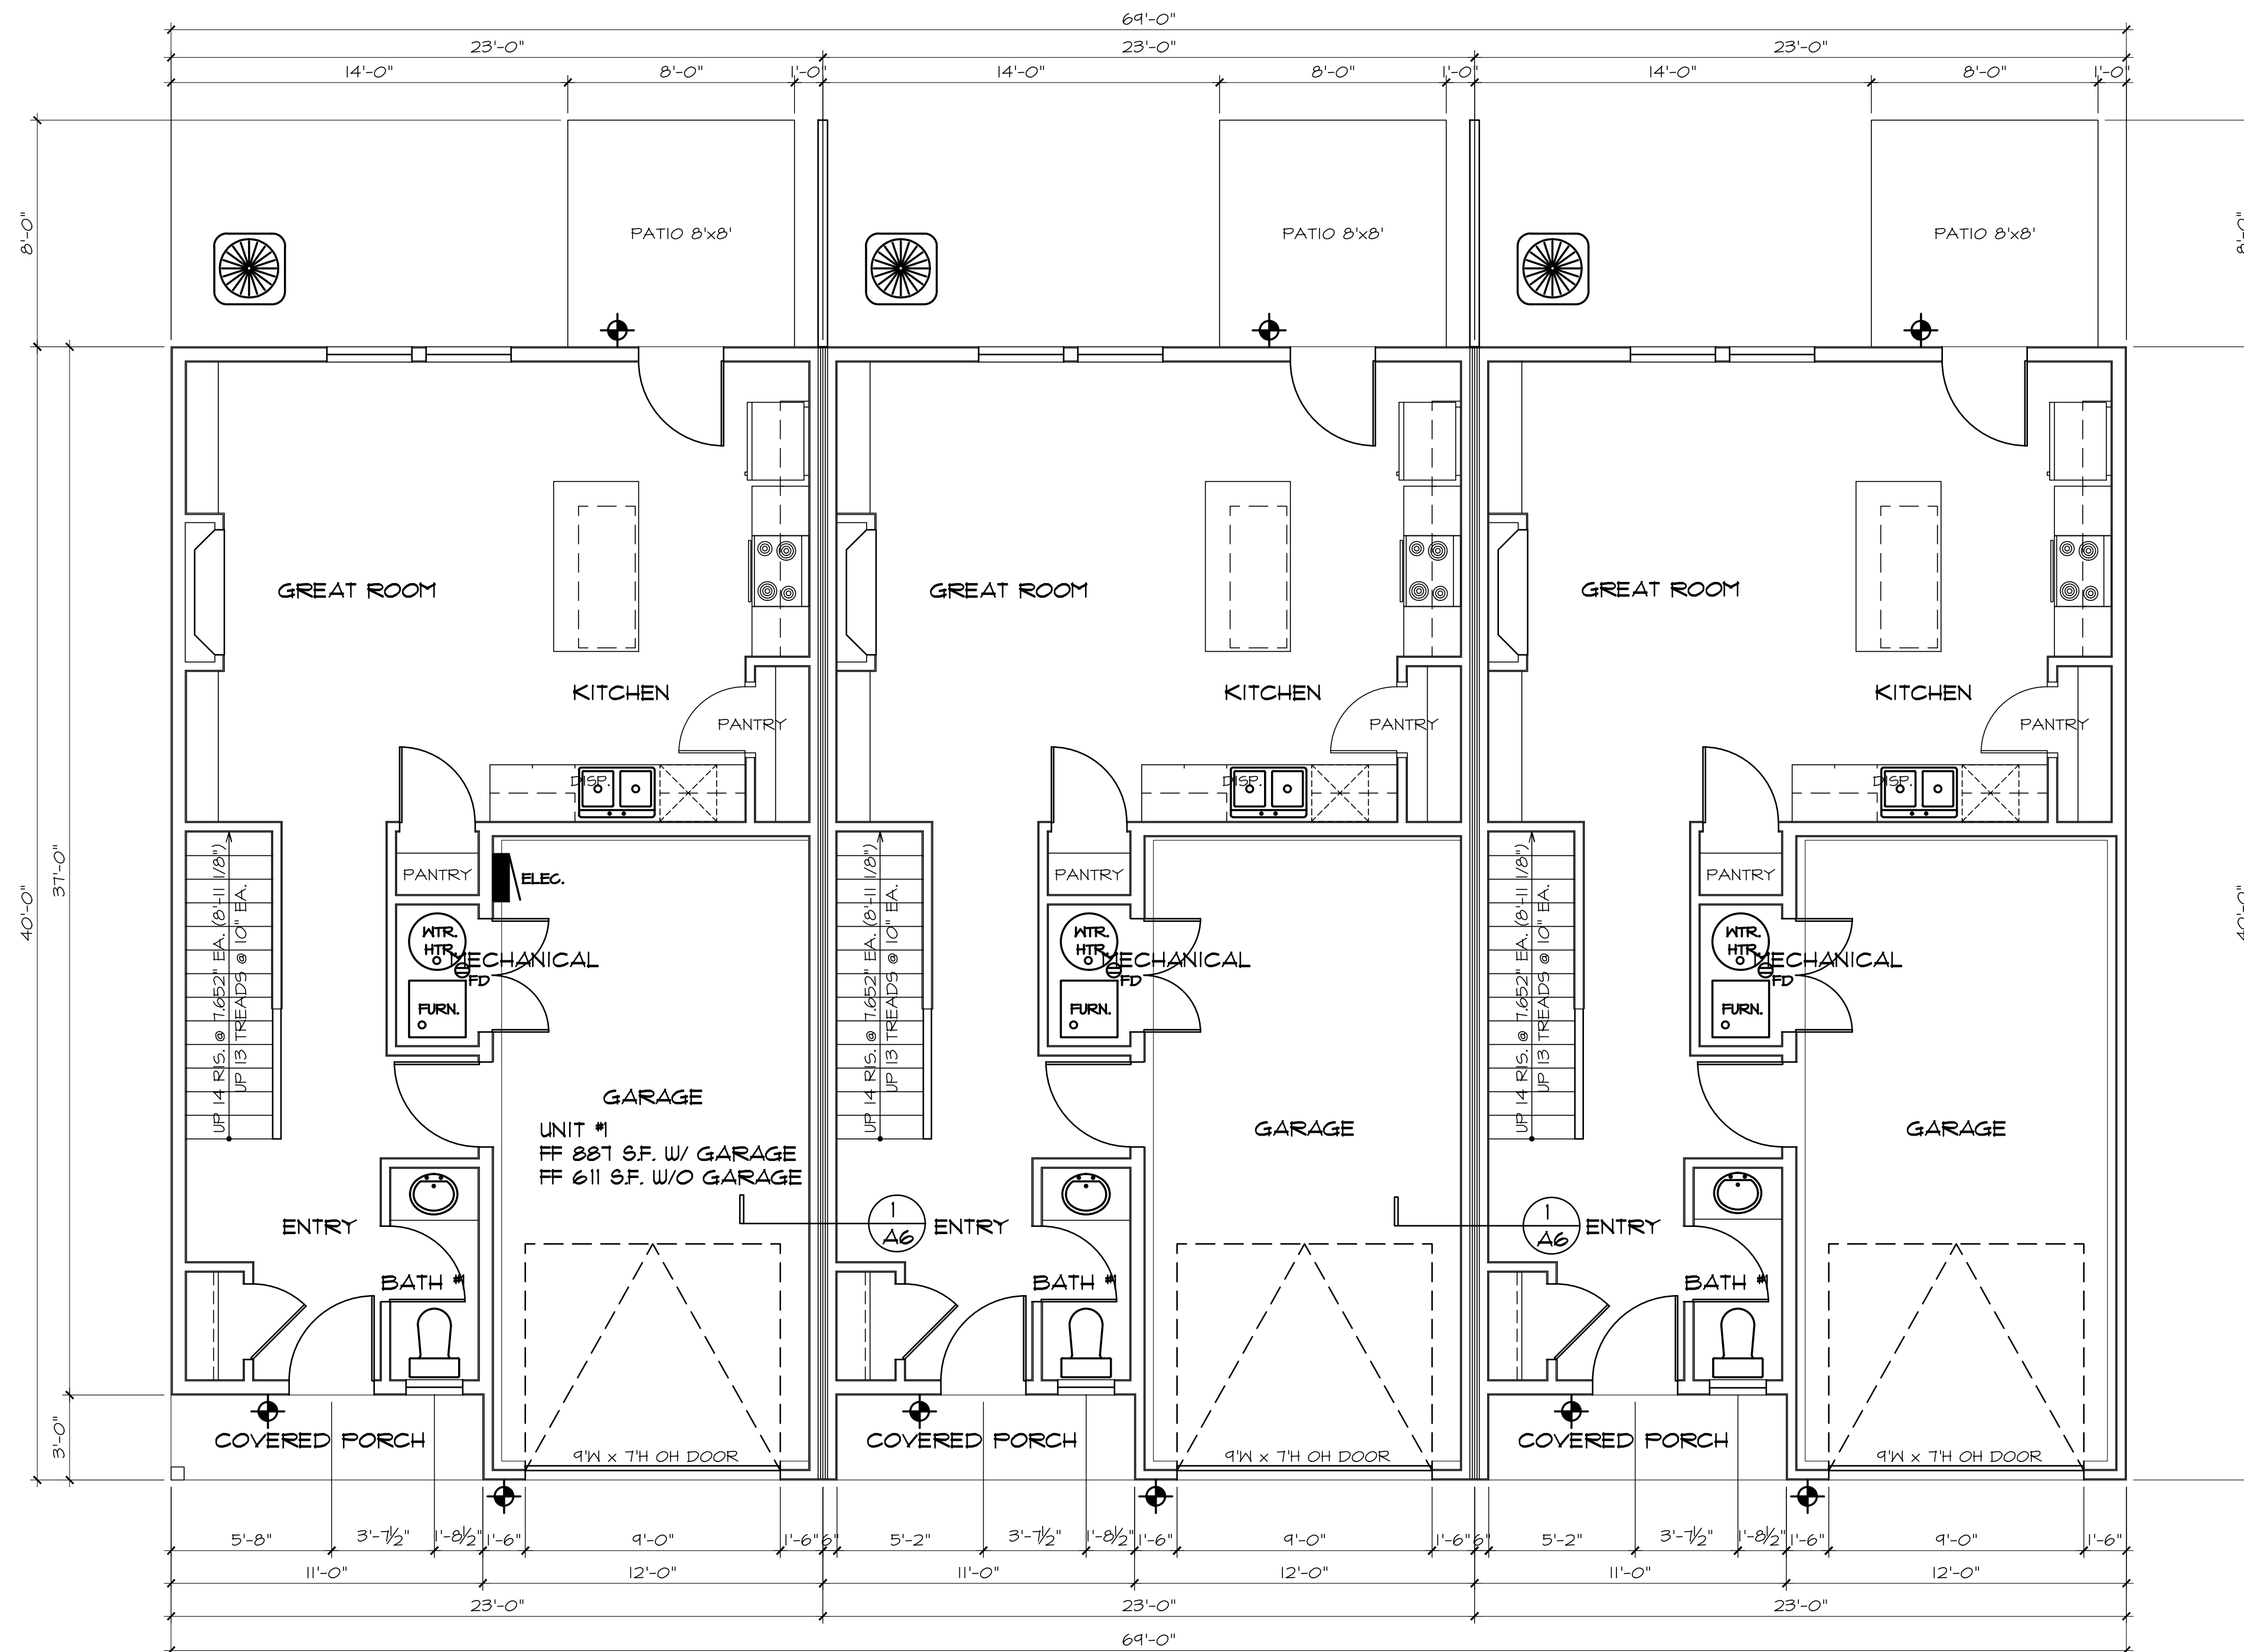 69'-0"
23'-0" 23'-0" 23'-0"
14'-0" 8'-0" 1'-0" 14'-0" 8'-0" 1'-0" 14'-0" 8'-0" 1'-0"
8'-0" PATIO 8'x8' PATIO 8'x8' PATIO 8'x8' 8'-0"
GREAT ROOM GREAT ROOM GREAT ROOM
KITCHEN KITCHEN KITCHEN
PANTRY PANTRY PANTRY
DISP. DISP. DISP.
40'-0" 37'-0" 40'-0"
UP 14 RIS. @ 7.652" EA. (8'-11 1/8")
UP 13 TREADS @ 10" EA.
UP 14 RIS. @ 7.652" EA. (8'-11 1/8")
UP 13 TREADS @ 10" EA.
UP 14 RIS. @ 7.652" EA. (8'-11 1/8")
UP 13 TREADS @ 10" EA.
PANTRY ELEC. PANTRY PANTRY
WTR. WTR. WTR.
HTR. HTR. HTR.
MECHANICAL MECHANICAL MECHANICAL
FD FD FD
FURN. FURN. FURN.
GARAGE
UNIT #1
FF 887 S.F. W/ GARAGE
FF 611 S.F. W/O GARAGE
GARAGE GARAGE
1 1
A6 A6
ENTRY ENTRY ENTRY
BATH #1 BATH #1 BATH #1
3'-0" COVERED PORCH COVERED PORCH COVERED PORCH
9'W x 7'H OH DOOR 9'W x 7'H OH DOOR 9'W x 7'H OH DOOR
5'-8" 3'-7½" 1'-8½" 1'-6" 9'-0" 1'-6" 6" 5'-2" 3'-7½" 1'-8½" 1'-6" 9'-0" 1'-6" 6" 5'-2" 3'-7½" 1'-8½" 1'-6" 9'-0" 1'-6"
11'-0" 12'-0" 11'-0" 12'-0" 11'-0" 12'-0"
23'-0" 23'-0" 23'-0"
69'-0"